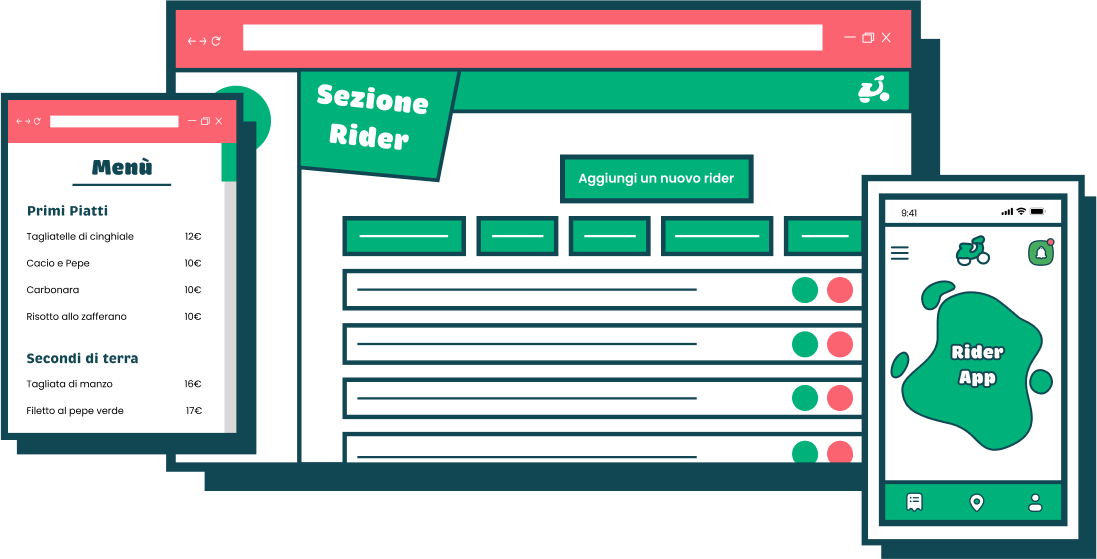 Sezione
Rider
Aggiungi un nuovo rider
Menù
Primi Piatti
Tagliatelle di cinghiale 12€
Cacio e Pepe 10€
Carbonara 10€
Risotto allo zafferano 10€
Secondi di terra
Tagliata di manzo 16€
Filetto al pepe verde 17€
9:41
Rider
App